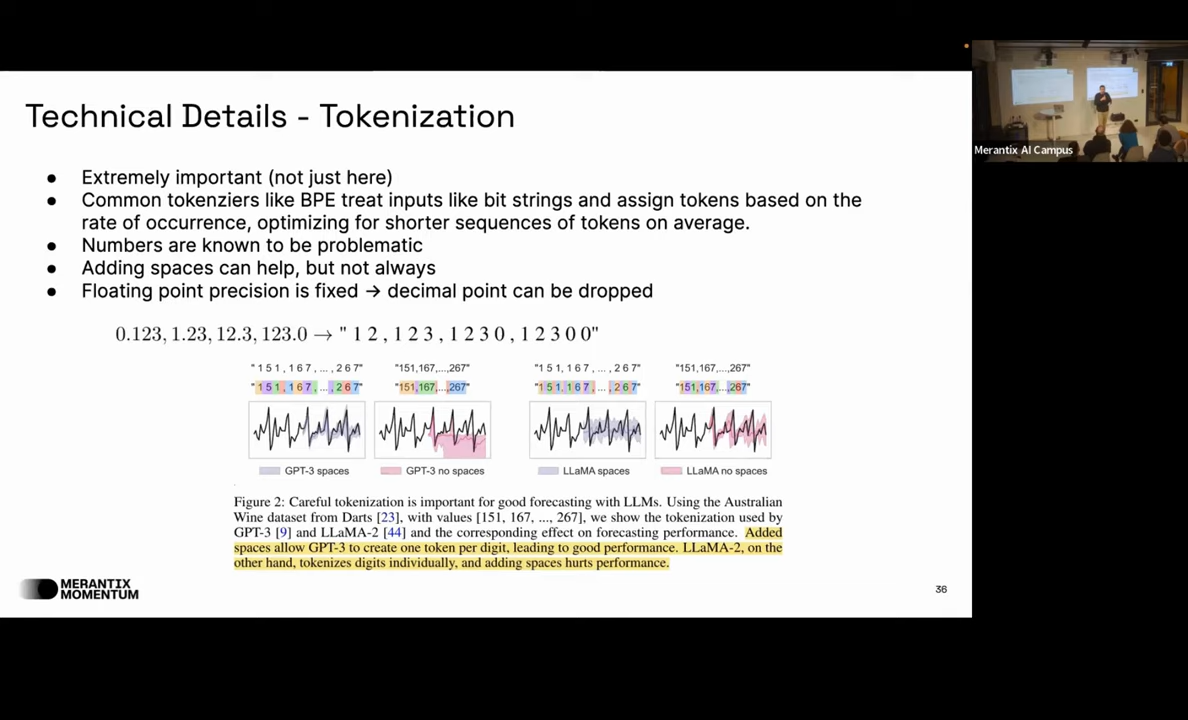 Technical Details - Tokenization
● Extremely important (not just here)
● Common tokenziers like BPE treat inputs like bit strings and assign tokens based on the
rate of occurrence, optimizing for shorter sequences of tokens on average.
● Numbers are known to be problematic
● Adding spaces can help, but not always
● Floating point precision is fixed → decimal point can be dropped
0.123, 1.23, 12.3, 123.0 → " 1 2 , 1 2 3 , 1 2 3 0 , 1 2 3 0 0"
" 1 5 1 , 1 6 7 , ... , 2 6 7" "151,167,...,267" " 1 5 1, 1 6 7 , ... , 2 6 7" "151,167,...,267"
" 1 5 1 , 1 6 7 , ... , 2 6 7" "151,167,...,267" " 1 5 1, 1 6 7 , ... , 2 6 7" "151,167,...,267"
GPT-3 spaces GPT-3 no spaces LLaMA spaces LLaMA no spaces
Figure 2: Careful tokenization is important for good forecasting with LLMs. Using the Australian
Wine dataset from Darts [23], with values [151, 167, ..., 267], we show the tokenization used by
GPT-3 [9] and LLaMA-2 [44] and the corresponding effect on forecasting performance. Added
spaces allow GPT-3 to create one token per digit, leading to good performance. LLaMA-2, on the
other hand, tokenizes digits individually, and adding spaces hurts performance.
MERANTIX
MOMENTUM
36
Merantix AI Campus